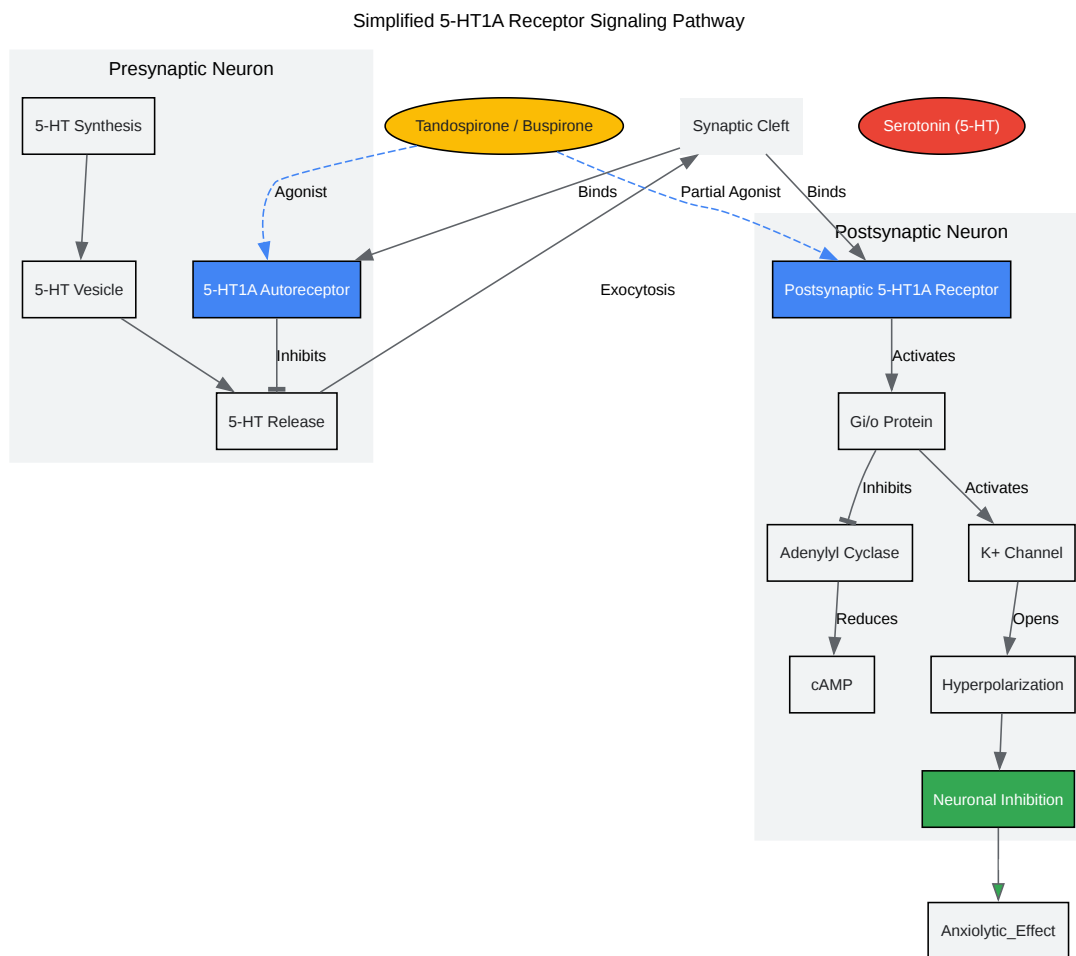 Simplified 5-HT1A Receptor Signaling Pathway
Presynaptic Neuron
5-HT Synthesis
Tandospirone / Buspirone
Synaptic Cleft
Serotonin (5-HT)
Agonist
Binds
Partial Agonist
Binds
Postsynaptic Neuron
5-HT Vesicle
5-HT1A Autoreceptor
Exocytosis
Postsynaptic 5-HT1A Receptor
Inhibits
Activates
5-HT Release
Gi/o Protein
Inhibits
Activates
Adenylyl Cyclase
K+ Channel
Reduces
Opens
cAMP
Hyperpolarization
Neuronal Inhibition
Anxiolytic_Effect